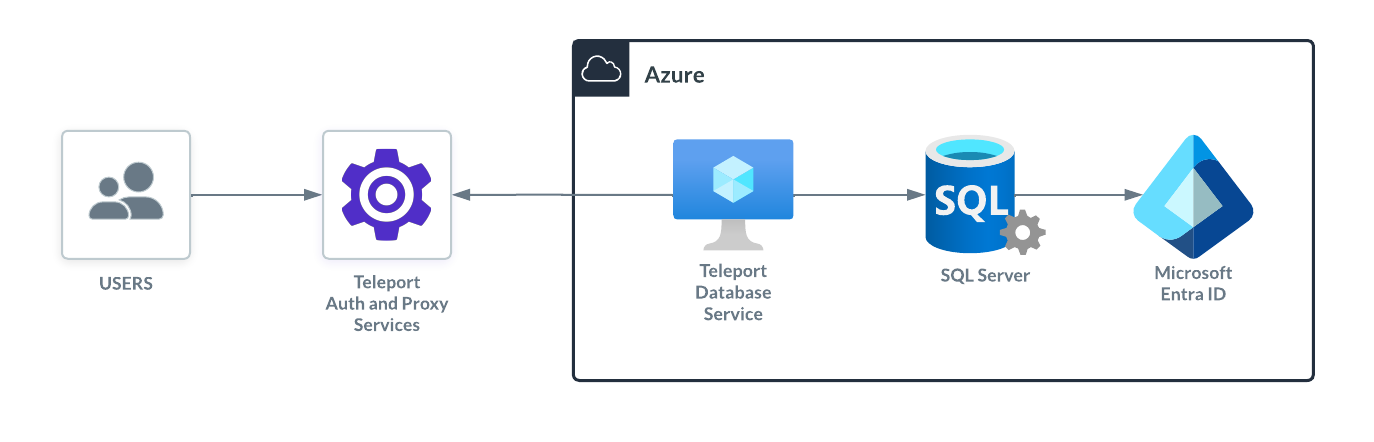 Azure
USERS
Teleport
Auth and Proxy
Services
Teleport
Database
Service
SQL
SQL Server
Microsoft
Entra ID